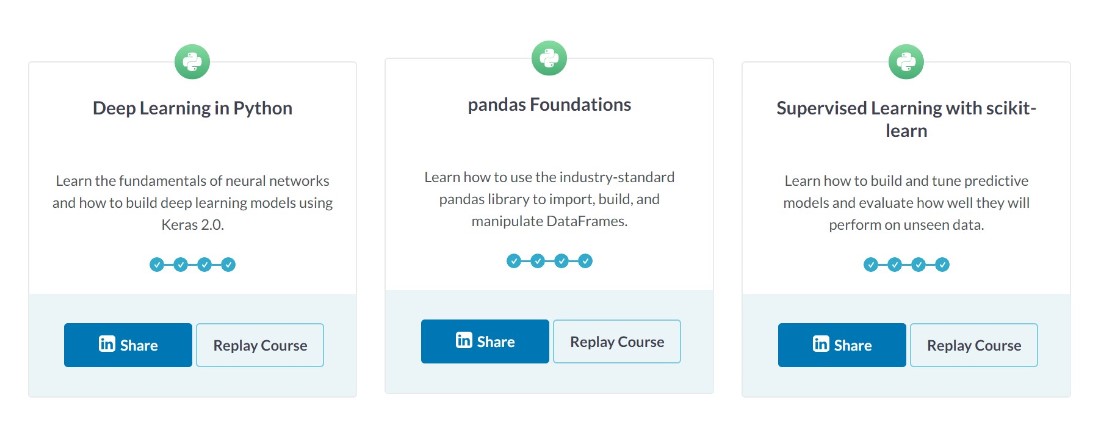 Deep Learning in Python
Learn the fundamentals of neural networks
and how to build deep learning models using
Keras 2.0.
in Share
Replay Course
pandas Foundations
Learn how to use the industry-standard
pandas library to import, build, and
manipulate DataFrames.
in Share
Replay Course
Supervised Learning with scikit-
learn
Learn how to build and tune predictive
models and evaluate how well they will
perform on unseen data.
in Share
Replay Course